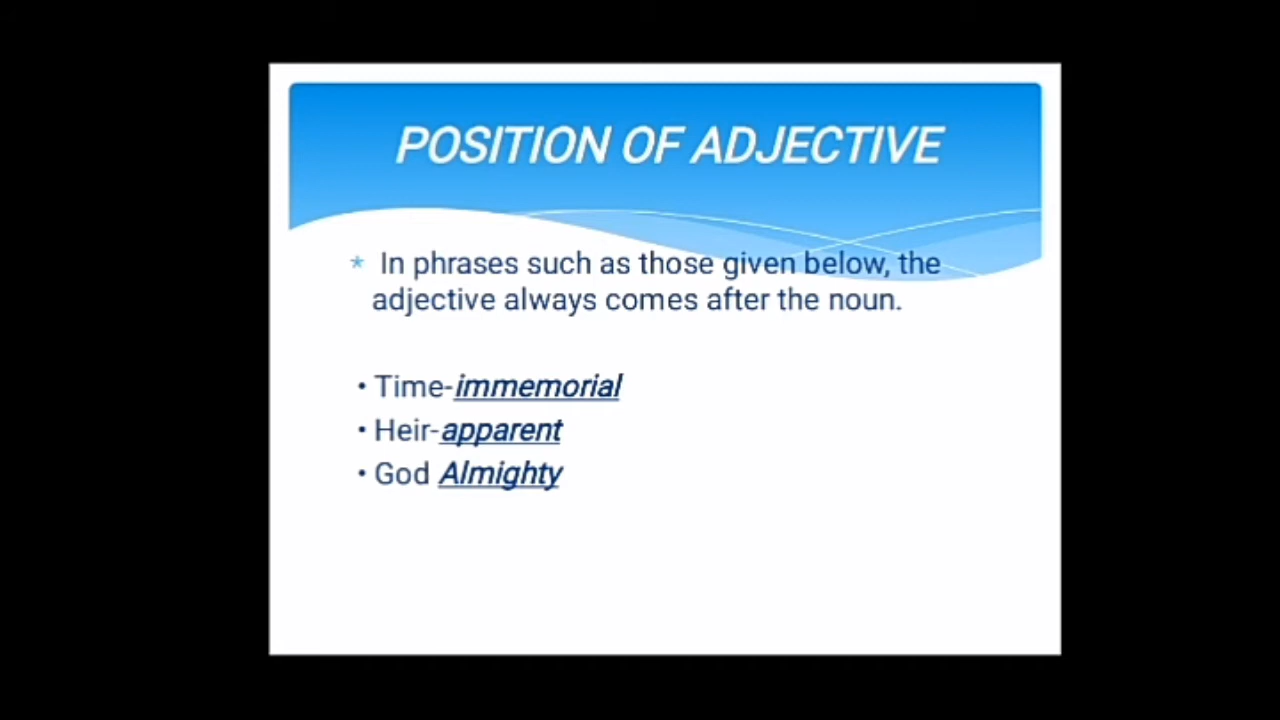 POSITION OF ADJECTIVE
* In phrases such as those given below, the
adjective always comes after the noun.
• Time-immemorial
• Heir-apparent
• God Almighty